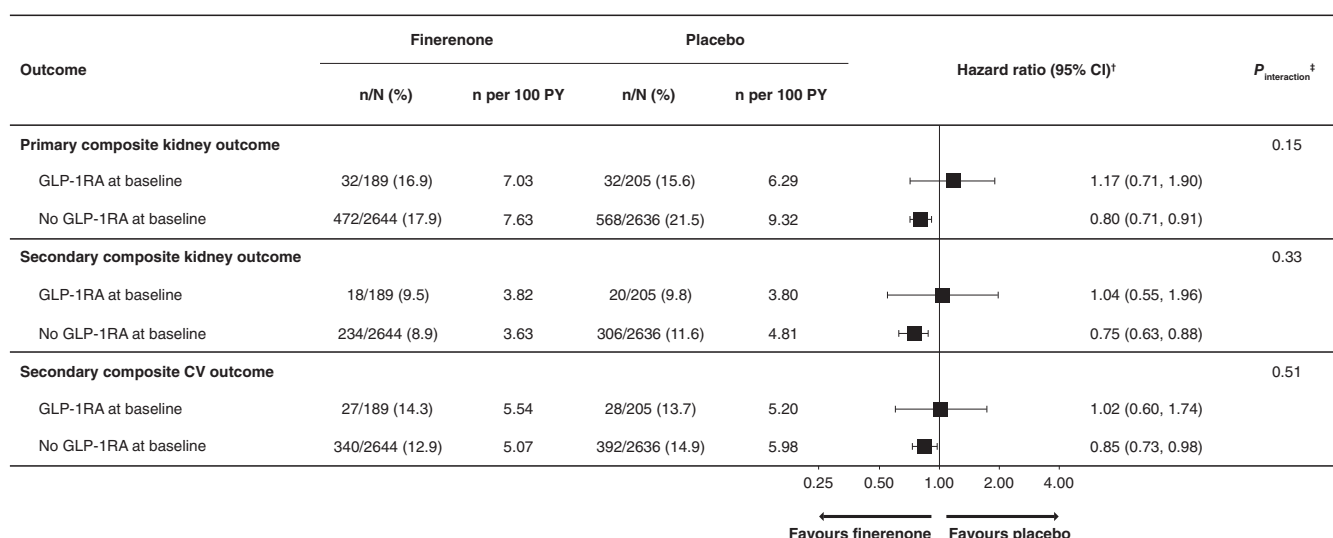 Finerenone Placebo
Outcome Hazard ratio (95% CI)† Pinteraction‡
n/N (%) n per 100 PY n/N (%) n per 100 PY
Primary composite kidney outcome 0.15
GLP-1RA at baseline 32/189 (16.9) 7.03 32/205 (15.6) 6.29 1.17 (0.71, 1.90)
No GLP-1RA at baseline 472/2644 (17.9) 7.63 568/2636 (21.5) 9.32 0.80 (0.71, 0.91)
Secondary composite kidney outcome 0.33
GLP-1RA at baseline 18/189 (9.5) 3.82 20/205 (9.8) 3.80 1.04 (0.55, 1.96)
No GLP-1RA at baseline 234/2644 (8.9) 3.63 306/2636 (11.6) 4.81 0.75 (0.63, 0.88)
Secondary composite CV outcome 0.51
GLP-1RA at baseline 27/189 (14.3) 5.54 28/205 (13.7) 5.20 1.02 (0.60, 1.74)
No GLP-1RA at baseline 340/2644 (12.9) 5.07 392/2636 (14.9) 5.98 0.85 (0.73, 0.98)
0.25 0.50 1.00 2.00 4.00
Favours finerenone Favours placebo